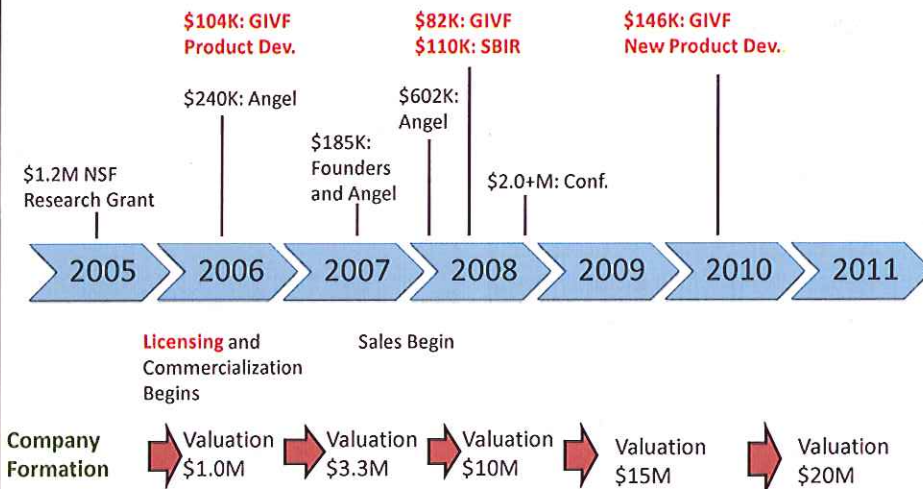 $104K: GIVF
Product Dev.
$82K: GIVF
$110K: SBIR
$146K: GIVF
New Product Dev.
$240K: Angel
$602K:
Angel
$185K:
Founders
and Angel
$1.2M NSF
Research Grant
$2.0+M: Conf.
2005
2006
2007
2008
2009
2010
2011
Licensing and
Commercialization
Begins
Sales Begin
Company
Formation
Valuation
$1.0M
Valuation
$3.3M
Valuation
$10M
Valuation
$15M
Valuation
$20M